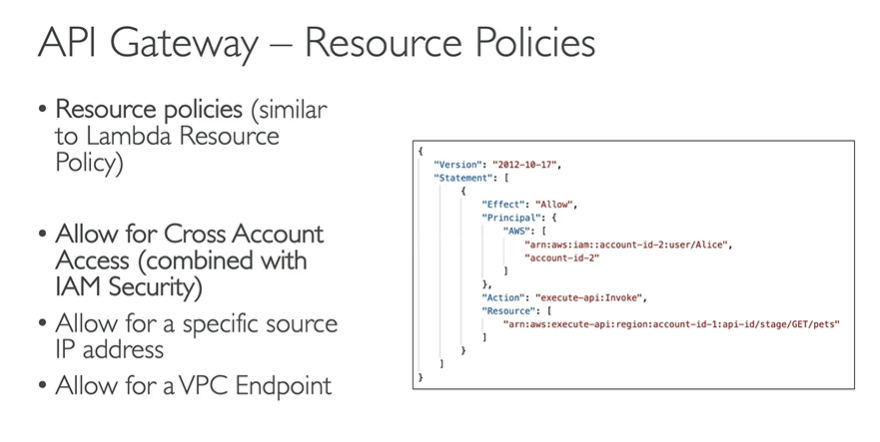 API Gateway – Resource Policies
• Resource policies (similar
to Lambda Resource
Policy)
• Allow for Cross Account
Access (combined with
IAM Security)
• Allow for a specific source
IP address
• Allow for a VPC Endpoint
{
"Version": "2012-10-17",
"Statement": [
{
"Effect": "Allow",
"Principal": {
"AWS": [
"arn:aws:iam::account-id-2:user/Alice",
"account-id-2"
]
},
"Action": "execute-api:Invoke",
"Resource": [
"arn:aws:execute-api:region:account-id-1:api-id/stage/GET/pets"
]
}
]
}